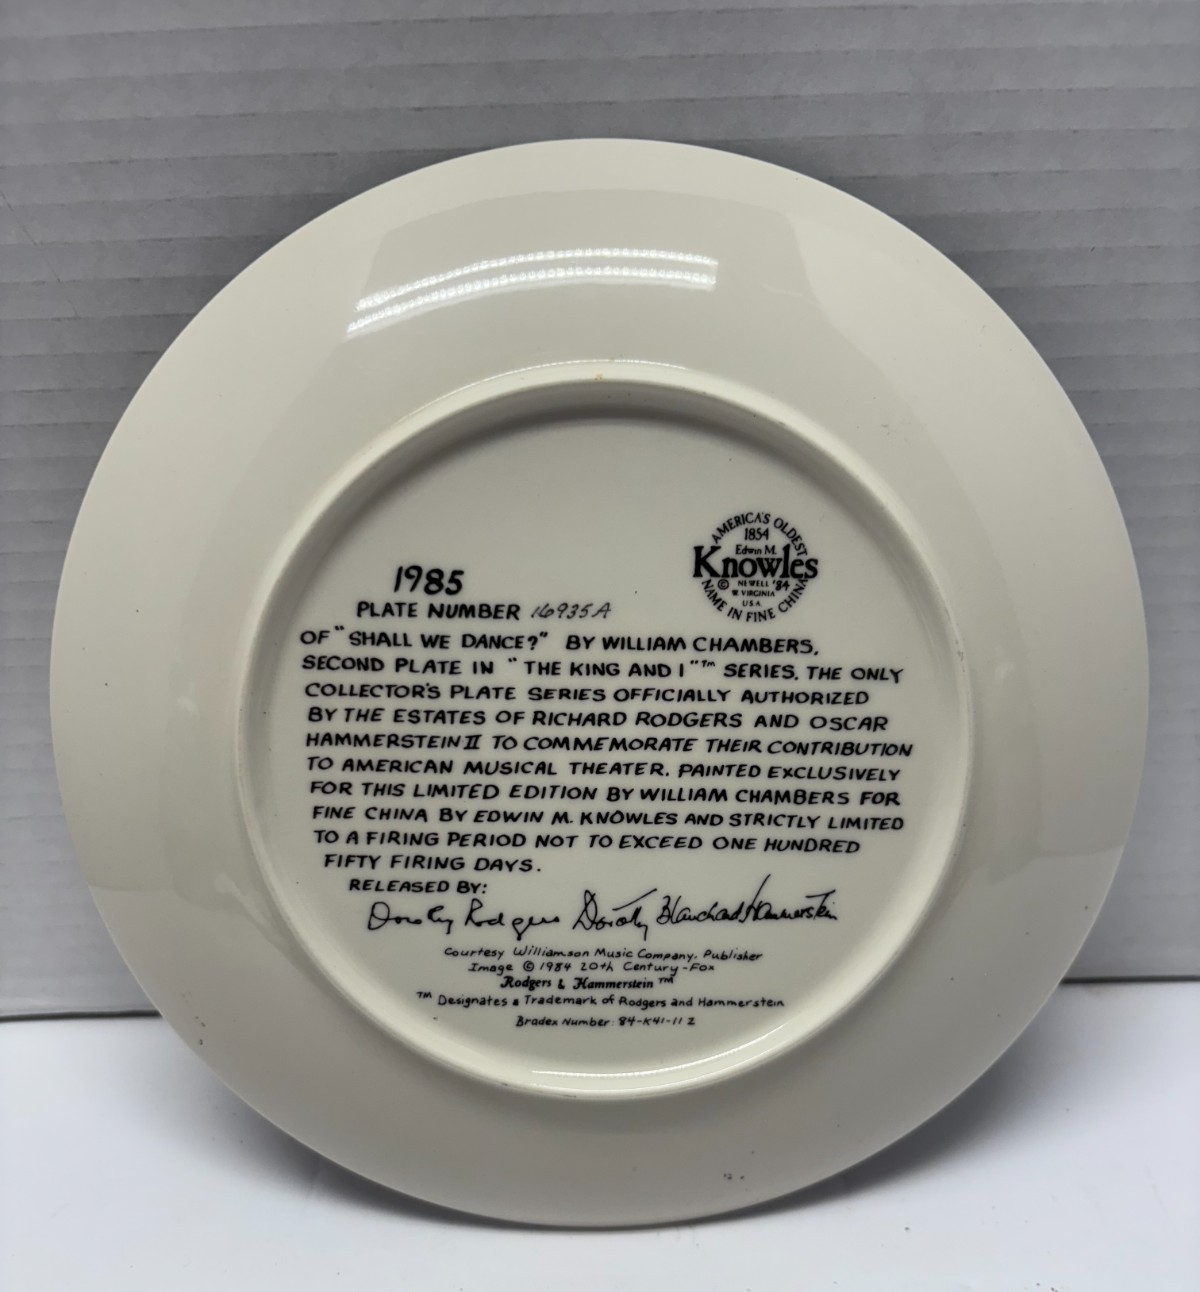 AMERICA'S OLDEST
1854
Edwin M.
Knowles
© NEWELL '84
W. VIRGINIA
U S A
NAME IN FINE CHINA
1985
PLATE NUMBER 16935A
OF "SHALL WE DANCE?" BY WILLIAM CHAMBERS,
SECOND PLATE IN "THE KING AND I"™ SERIES. THE ONLY
COLLECTOR'S PLATE SERIES OFFICIALLY AUTHORIZED
BY THE ESTATES OF RICHARD RODGERS AND OSCAR
HAMMERSTEIN II TO COMMEMORATE THEIR CONTRIBUTION
TO AMERICAN MUSICAL THEATER. PAINTED EXCLUSIVELY
FOR THIS LIMITED EDITION BY WILLIAM CHAMBERS FOR
FINE CHINA BY EDWIN M. KNOWLES AND STRICTLY LIMITED
TO A FIRING PERIOD NOT TO EXCEED ONE HUNDRED
FIFTY FIRING DAYS.
RELEASED BY:
Dorothy Rodgers Dorothy Blanchard Hammerstein
Courtesy Williamson Music Company, Publisher
Image © 1984 20th Century-Fox
Rodgers & Hammerstein ™
™ Designates a Trademark of Rodgers and Hammerstein
Bradex Number: 84-K41-11 2